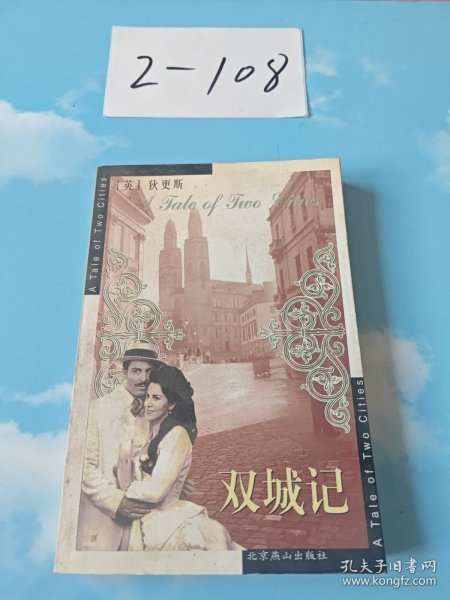 2-108
[英] 狄更斯
A Tale of Two Cities
A Tale of Two Cities
双城记
A Tale of Two Cities
北京燕山出版社
孔夫子旧书网
www.kongfz.com